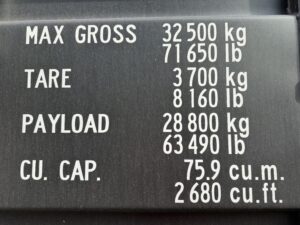 MAX GROSS 32 500 kg
71 650 lb
TARE 3 700 kg
8 160 lb
PAYLOAD 28 800 kg
63 490 lb
CU. CAP. 75.9 cu.m.
2 680 cu.ft.